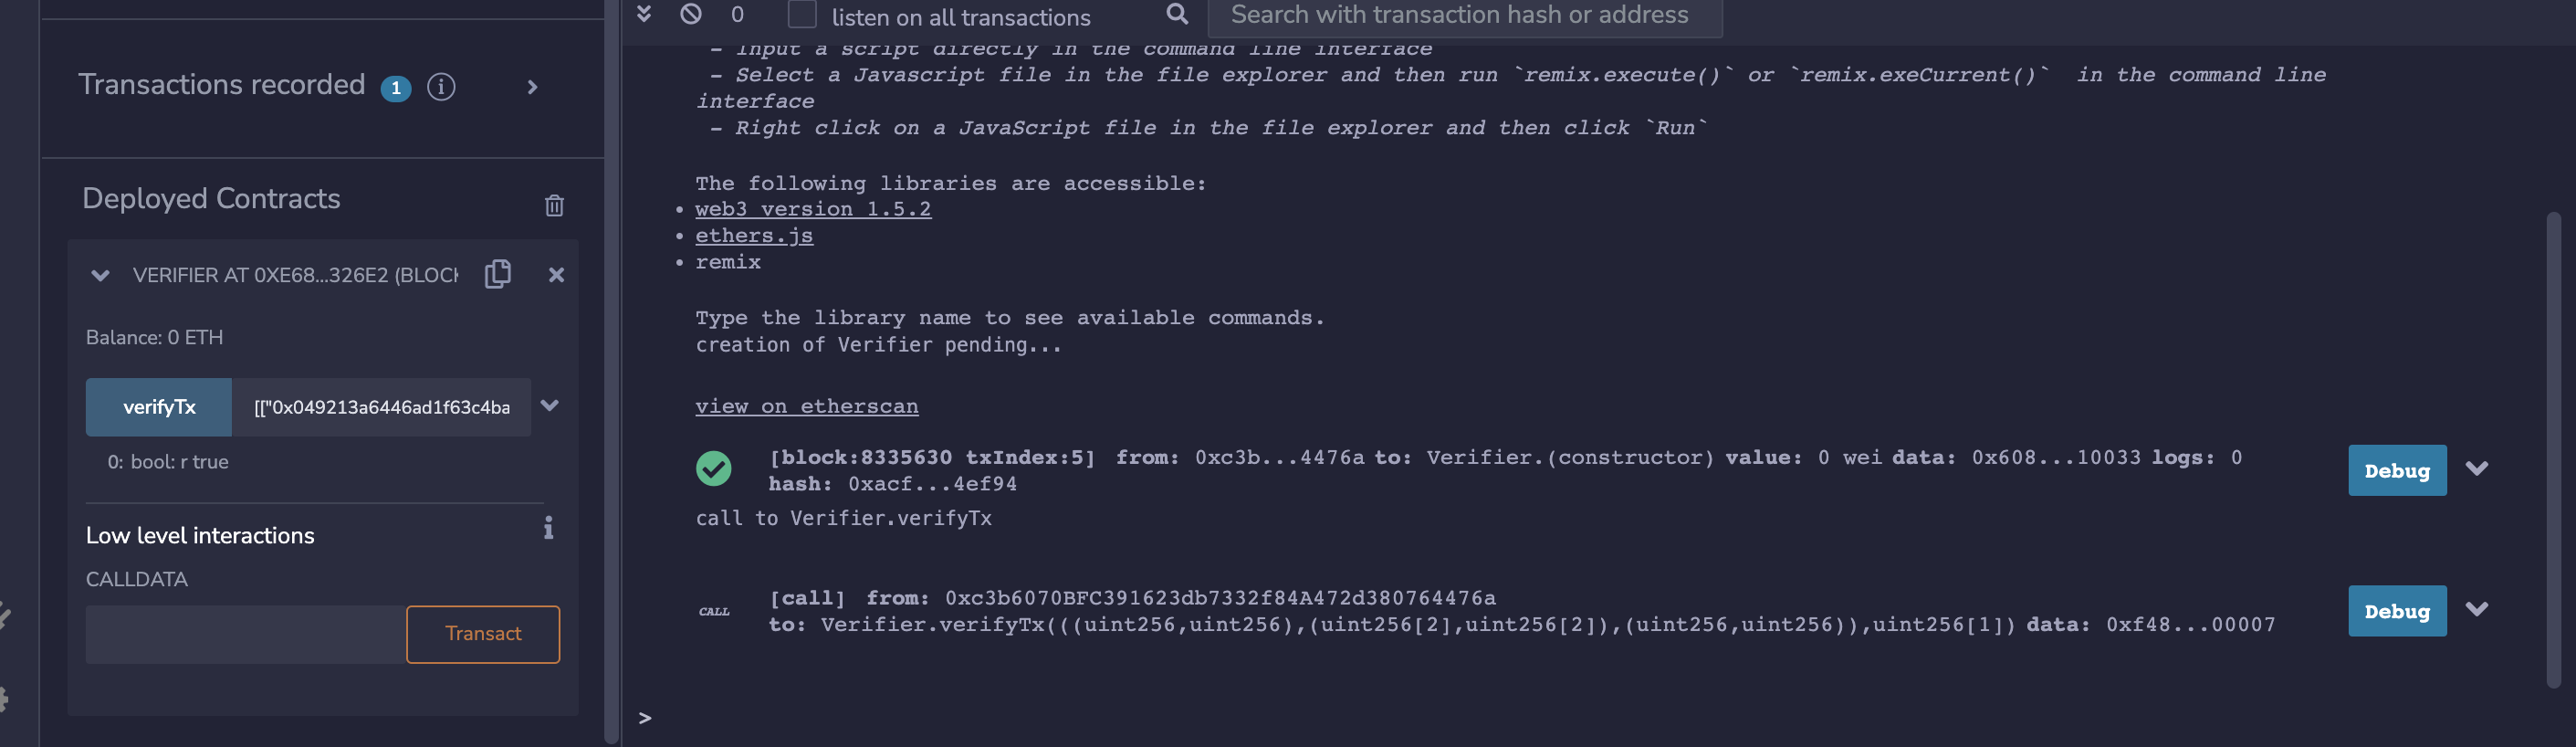 Transactions recorded 1
Deployed Contracts
VERIFIER AT 0XE68...326E2 (BLOCK
Balance: 0 ETH
verifyTx [["0x049213a6446ad1f63c4ba
0: bool: r true
Low level interactions
CALLDATA
Transact
0 listen on all transactions Search with transaction hash or address
- Input a script directly in the command line interface
- Select a Javascript file in the file explorer and then run `remix.execute()` or `remix.exeCurrent()` in the command line
interface
- Right click on a JavaScript file in the file explorer and then click `Run`
The following libraries are accessible:
• web3 version 1.5.2
• ethers.js
• remix
Type the library name to see available commands.
creation of Verifier pending...
view on etherscan
[block:8335630 txIndex:5] from: 0xc3b...4476a to: Verifier.(constructor) value: 0 wei data: 0x608...10033 logs: 0
hash: 0xacf...4ef94
Debug
call to Verifier.verifyTx
CALL [call] from: 0xc3b6070BFC391623db7332f84A472d380764476a
to: Verifier.verifyTx(((uint256,uint256),(uint256[2],uint256[2]),(uint256,uint256)),uint256[1]) data: 0xf48...00007
Debug
>